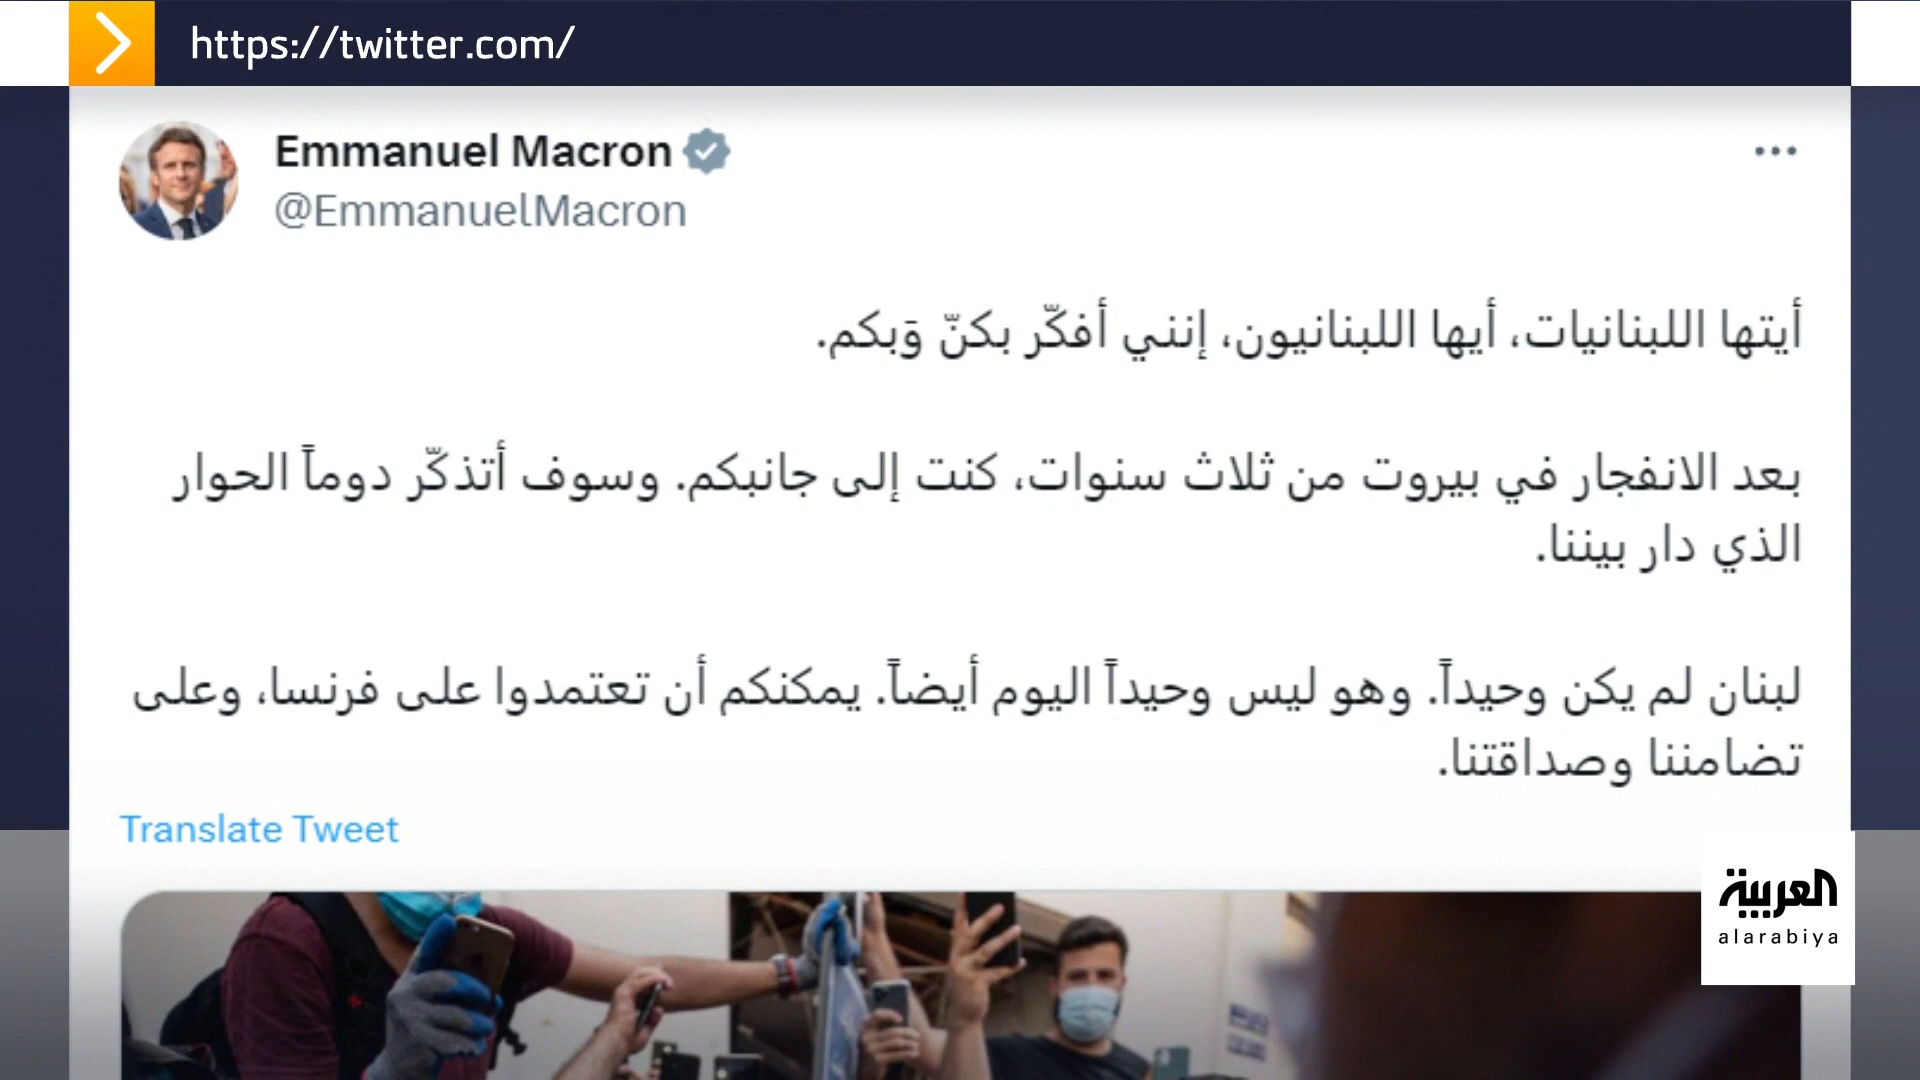 https://twitter.com/
Emmanuel Macron
@EmmanuelMacron
أيتها اللبنانيات، أيها اللبنانيون، إنني أفكّر بكنّ وَبكم.
بعد الانفجار في بيروت من ثلاث سنوات، كنت إلى جانبكم. وسوف أتذكّر دوماً الحوار
الذي دار بيننا.
لبنان لم يكن وحيداً. وهو ليس وحيداً اليوم أيضاً. يمكنكم أن تعتمدوا على فرنسا، وعلى
تضامننا وصداقتنا.
Translate Tweet
العربية
alarabiya